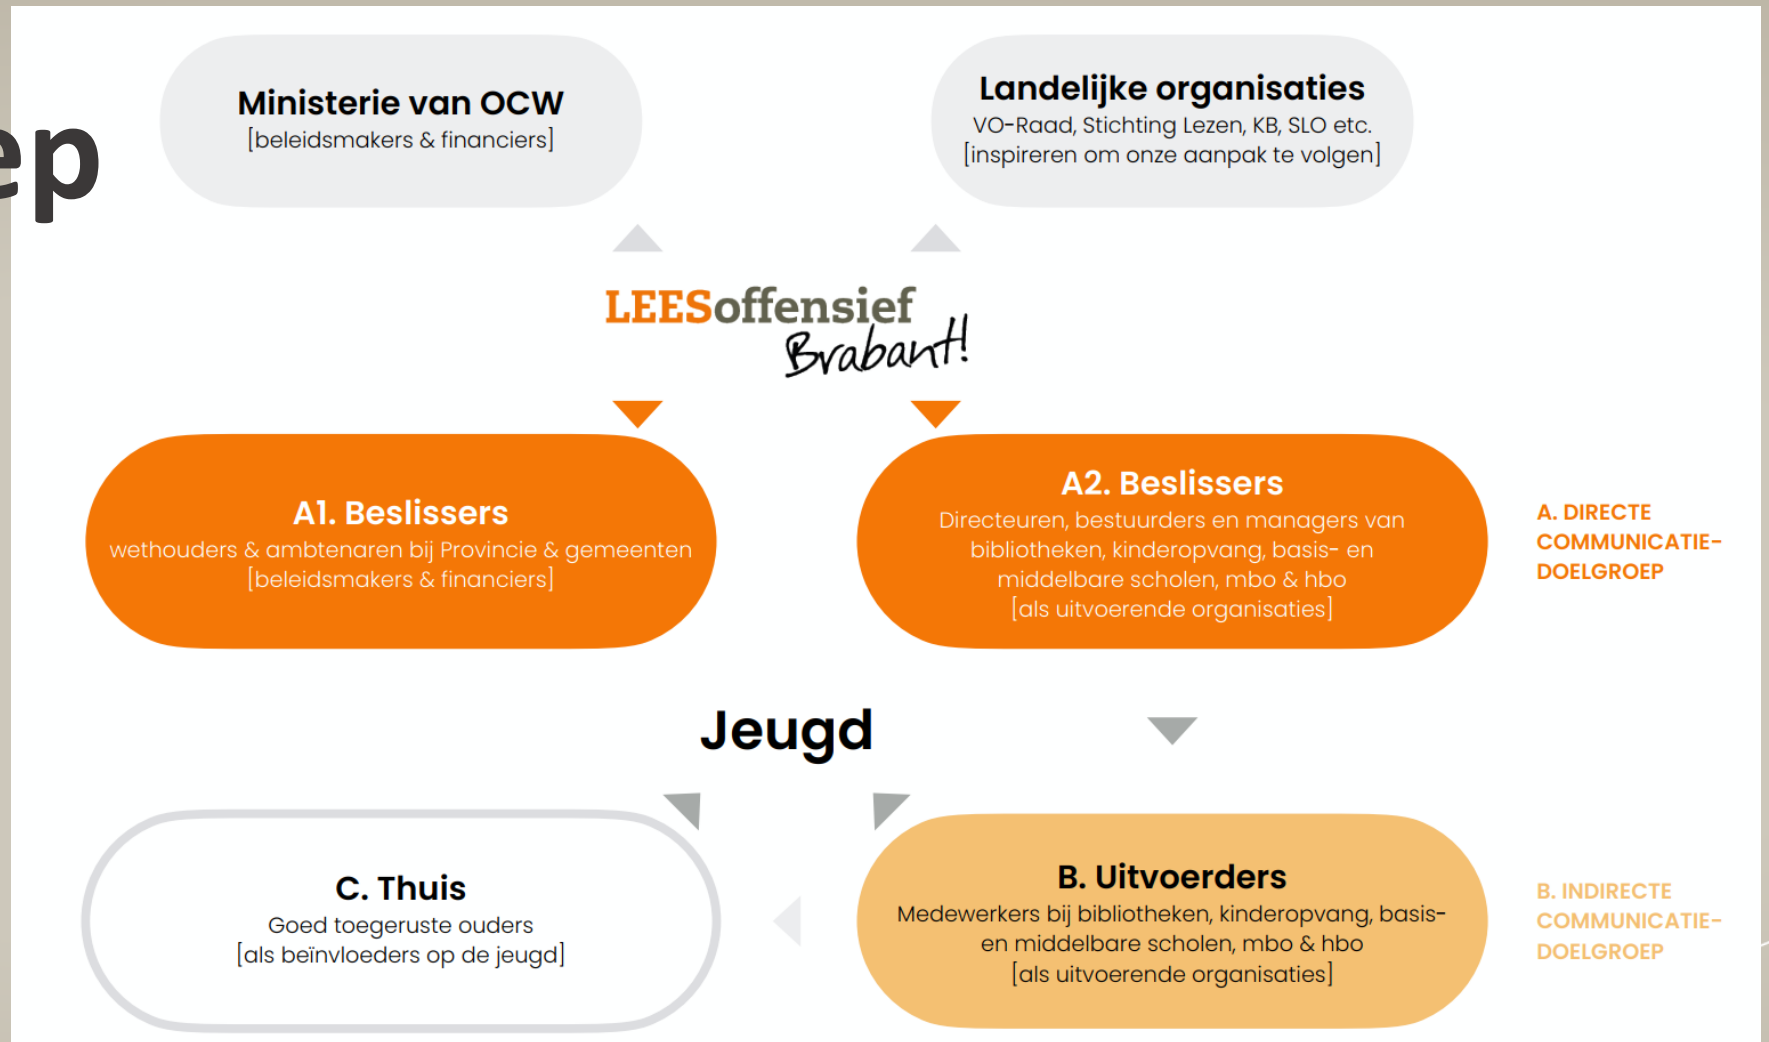 Ministerie van OCW
[beleidsmakers & financiers]
Landelijke organisaties
VO-Raad, Stichting Lezen, KB, SLO etc.
[inspireren om onze aanpak te volgen]
ep
LEESoffensief
Brabant!
A1. Beslissers
wethouders & ambtenaren bij Provincie & gemeenten
[beleidsmakers & financiers]
A2. Beslissers
Directeuren, bestuurders en managers van
bibliotheken, kinderopvang, basis- en
middelbare scholen, mbo & hbo
[als uitvoerende organisaties]
A. DIRECTE
COMMUNICATIE-
DOELGROEP
Jeugd
C. Thuis
Goed toegeruste ouders
[als beïnvloeders op de jeugd]
B. Uitvoerders
Medewerkers bij bibliotheken, kinderopvang, basis-
en middelbare scholen, mbo & hbo
[als uitvoerende organisaties]
B. INDIRECTE
COMMUNICATIE-
DOELGROEP